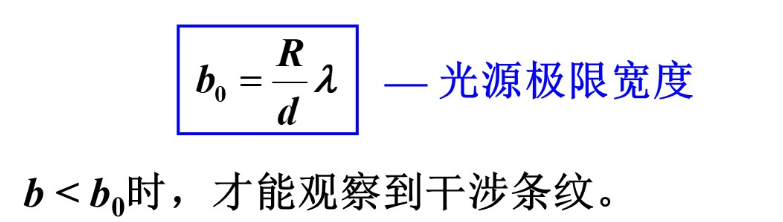 b₀ = R/d λ — 光源极限宽度
b < b₀时，才能观察到干涉条纹。